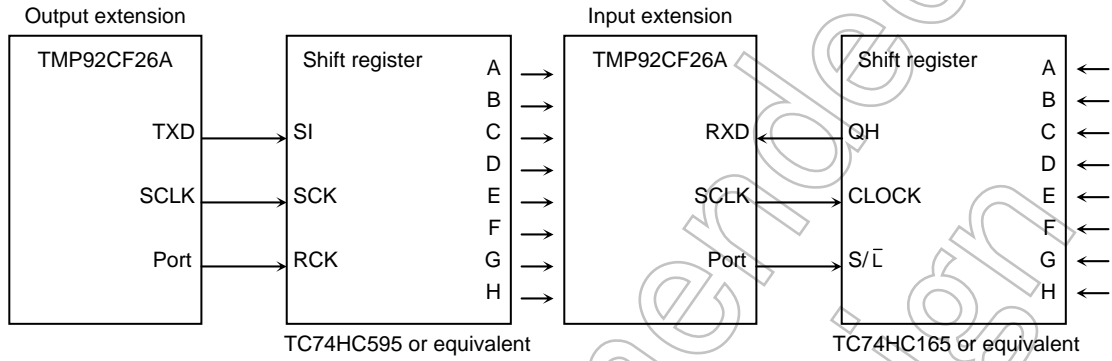 Output extension
TMP92CF26A
TXD
SCLK
Port
Shift register
SI
SCK
RCK
A
B
C
D
E
F
G
H
TC74HC595 or equivalent
Input extension
TMP92CF26A
RXD
SCLK
Port
Shift register
QH
CLOCK
S/L̅
A
B
C
D
E
F
G
H
TC74HC165 or equivalent